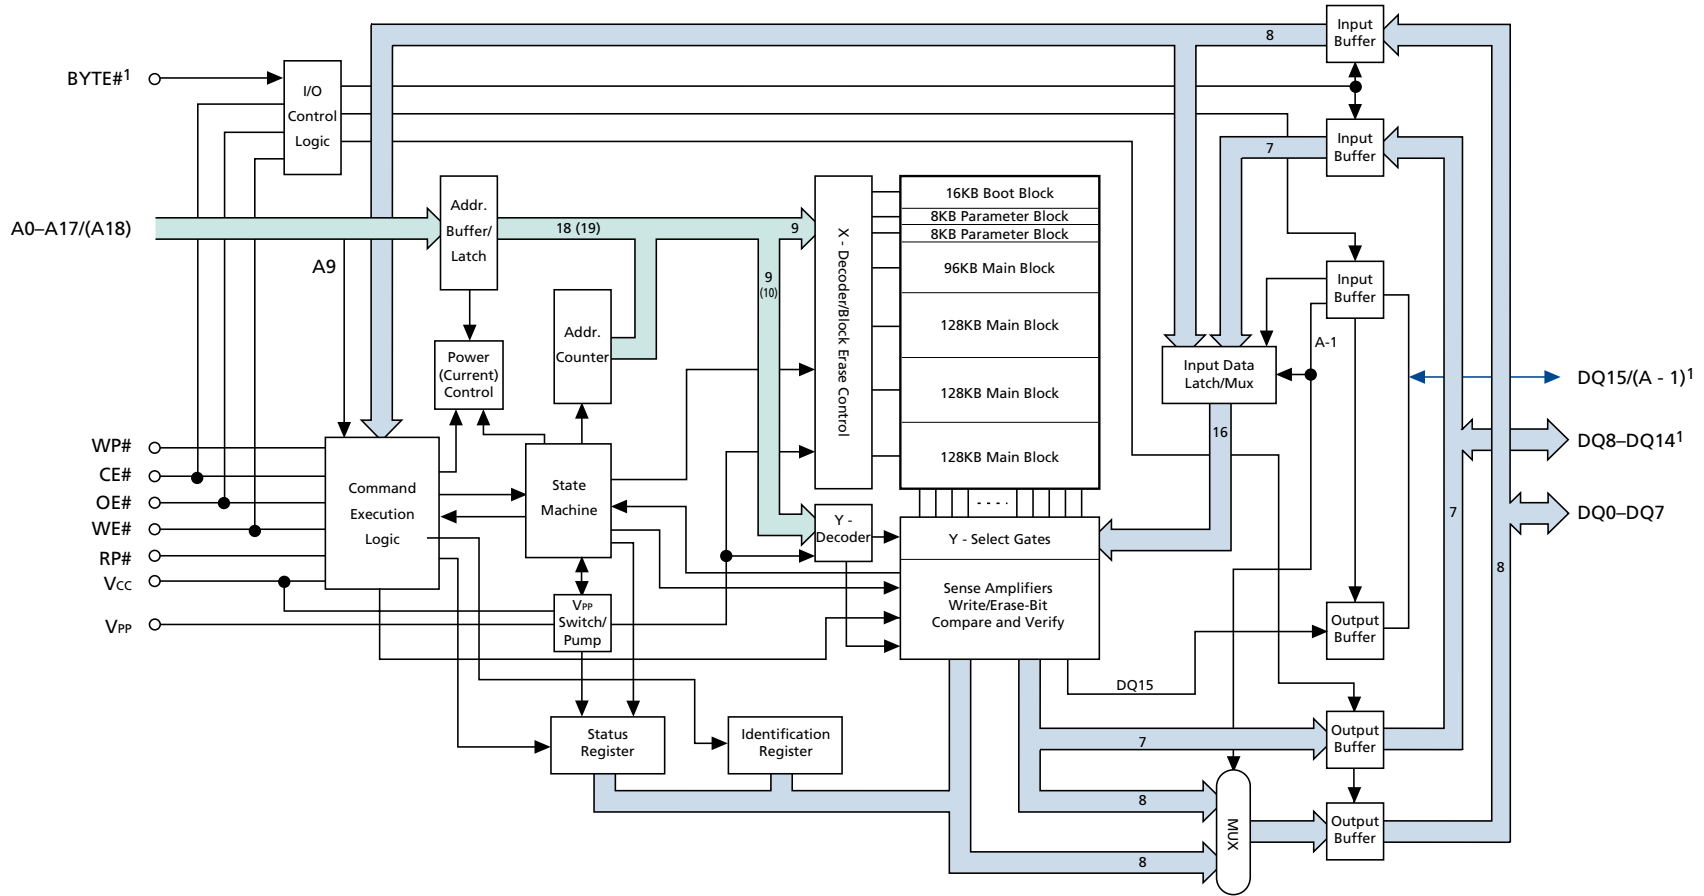 Input
Buffer
8
BYTE#1
I/O
Control
Logic
Input
Buffer
7
16KB Boot Block
8KB Parameter Block
8KB Parameter Block
96KB Main Block
128KB Main Block
128KB Main Block
128KB Main Block
Addr.
Buffer/
Latch
A0–A17/(A18)
18 (19)
9
A9
9
(10)
X - Decoder/Block Erase Control
Input
Buffer
A-1
Addr.
Counter
Power
(Current)
Control
Input Data
Latch/Mux
DQ15/(A - 1)1
16
DQ8–DQ141
WP#
CE#
OE#
WE#
RP#
VCC
VPP
Command
Execution
Logic
State
Machine
- - - -
Y -
Decoder
Y - Select Gates
7
DQ0–DQ7
8
Sense Amplifiers
Write/Erase-Bit
Compare and Verify
VPP
Switch/
Pump
Output
Buffer
DQ15
Status
Register
Identification
Register
7
Output
Buffer
8
MUX
Output
Buffer
8